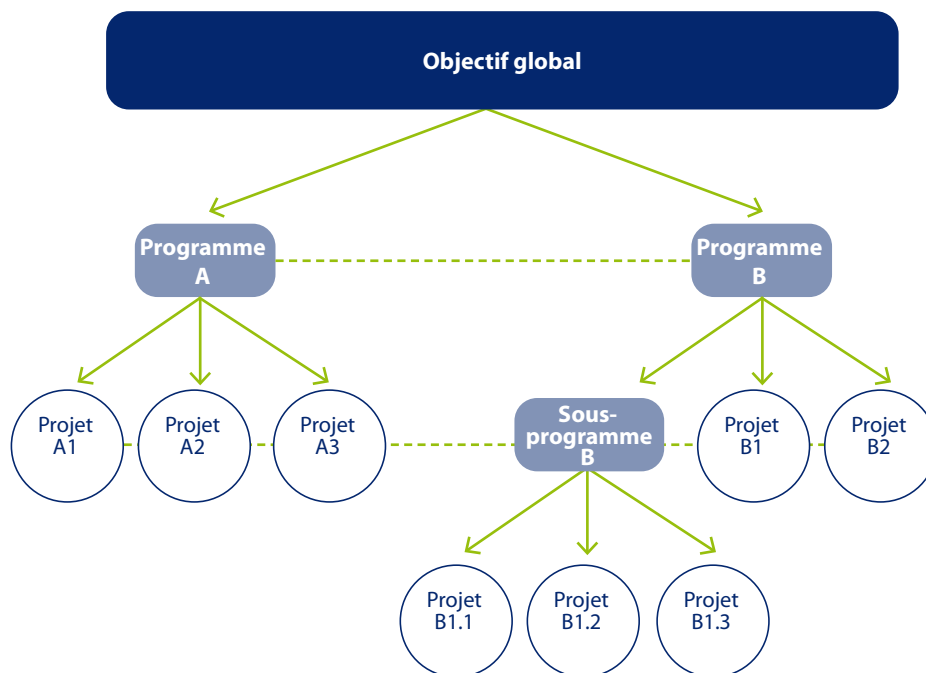 Objectif global
Programme
A
Programme
B
Projet
A1
Projet
A2
Projet
A3
Sous-
programme
B
Projet
B1
Projet
B2
Projet
B1.1
Projet
B1.2
Projet
B1.3